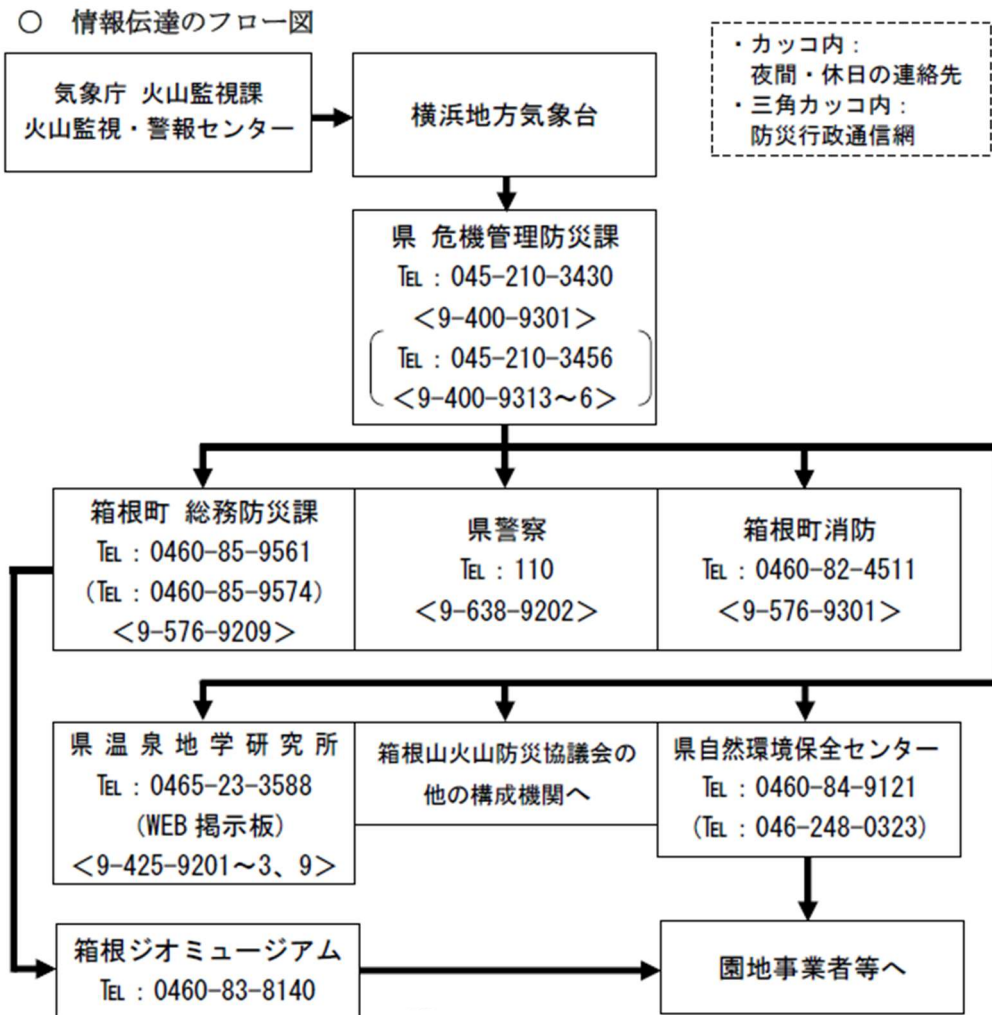 ○　情報伝達のフロー図
・カッコ内：
夜間・休日の連絡先
・三角カッコ内：
防災行政通信網
気象庁 火山監視課
火山監視・警報センター
横浜地方気象台
県 危機管理防災課
℡：045-210-3430
＜9-400-9301＞
℡：045-210-3456
＜9-400-9313～6＞
箱根町 総務防災課
℡：0460-85-9561
（℡：0460-85-9574）
＜9-576-9209＞
県警察
℡：110
＜9-638-9202＞
箱根町消防
℡：0460-82-4511
＜9-576-9301＞
県温泉地学研究所
℡：0465-23-3588
（WEB 掲示板）
＜9-425-9201～3、9＞
箱根山火山防災協議会の
他の構成機関へ
県自然環境保全センター
℡：0460-84-9121
（℡：046-248-0323）
箱根ジオミュージアム
℡：0460-83-8140
園地事業者等へ